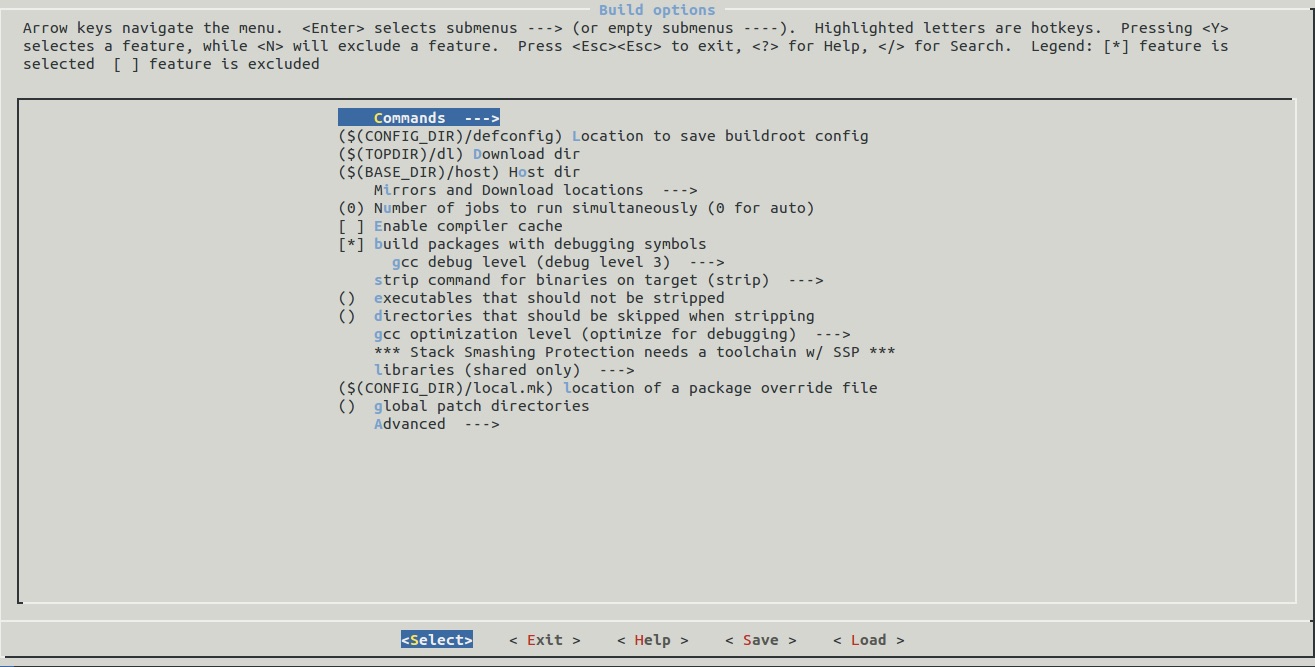 Build options
Arrow keys navigate the menu.  <Enter> selects submenus ---> (or empty submenus ----).  Highlighted letters are hotkeys.  Pressing <Y>
selectes a feature, while <N> will exclude a feature.  Press <Esc><Esc> to exit, <?> for Help, </> for Search.  Legend: [*] feature is
selected  [ ] feature is excluded
Commands  --->
($(CONFIG_DIR)/defconfig) Location to save buildroot config
($(TOPDIR)/dl) Download dir
($(BASE_DIR)/host) Host dir
Mirrors and Download locations  --->
(0) Number of jobs to run simultaneously (0 for auto)
[ ] Enable compiler cache
[*] build packages with debugging symbols
gcc debug level (debug level 3)  --->
strip command for binaries on target (strip)  --->
()  executables that should not be stripped
()  directories that should be skipped when stripping
gcc optimization level (optimize for debugging)  --->
*** Stack Smashing Protection needs a toolchain w/ SSP ***
libraries (shared only)  --->
($(CONFIG_DIR)/local.mk) location of a package override file
()  global patch directories
Advanced  --->
<Select>    < Exit >    < Help >    < Save >    < Load >